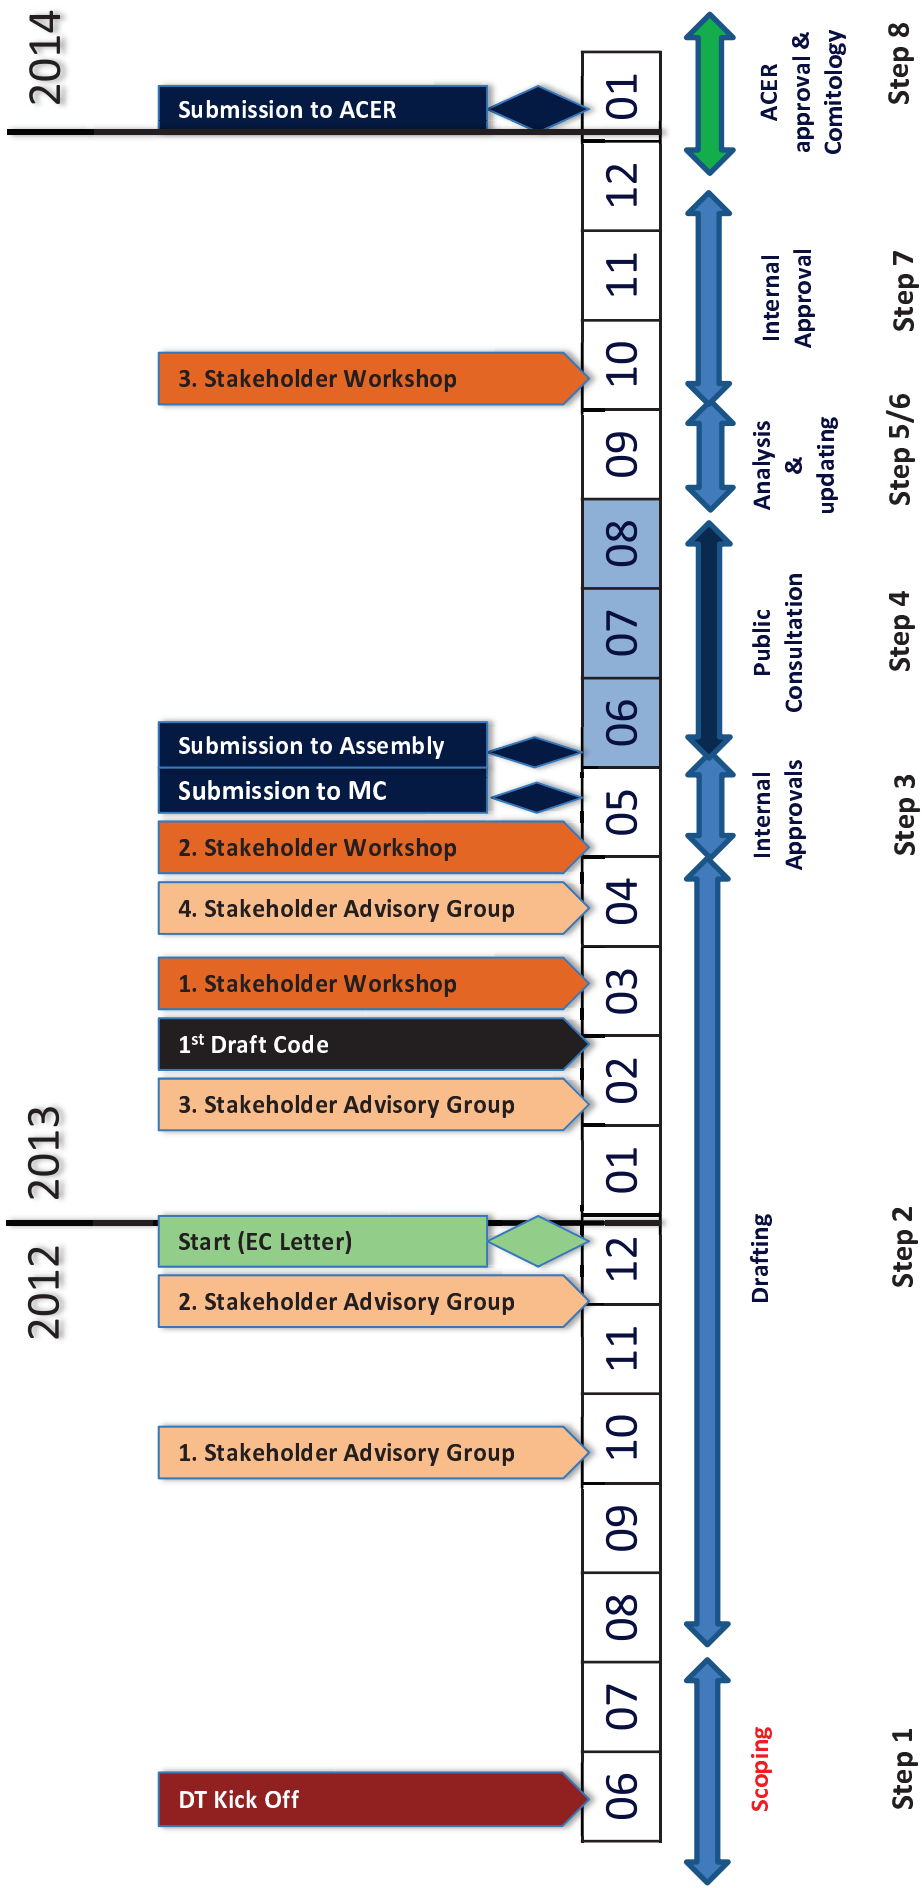 2014
Submission to ACER
3. Stakeholder Workshop
Submission to Assembly
Submission to MC
2. Stakeholder Workshop
4. Stakeholder Advisory Group
1. Stakeholder Workshop
1st Draft Code
3. Stakeholder Advisory Group
2013
Start (EC Letter)
2012
2. Stakeholder Advisory Group
1. Stakeholder Advisory Group
DT Kick Off
01
12
11
10
09
08
07
06
05
04
03
02
01
12
11
10
09
08
07
06
ACER
approval &
Comitology
Internal
Approval
Analysis
&
updating
Public
Consultation
Internal
Approvals
Drafting
Scoping
Step 8
Step 7
Step 5/6
Step 4
Step 3
Step 2
Step 1